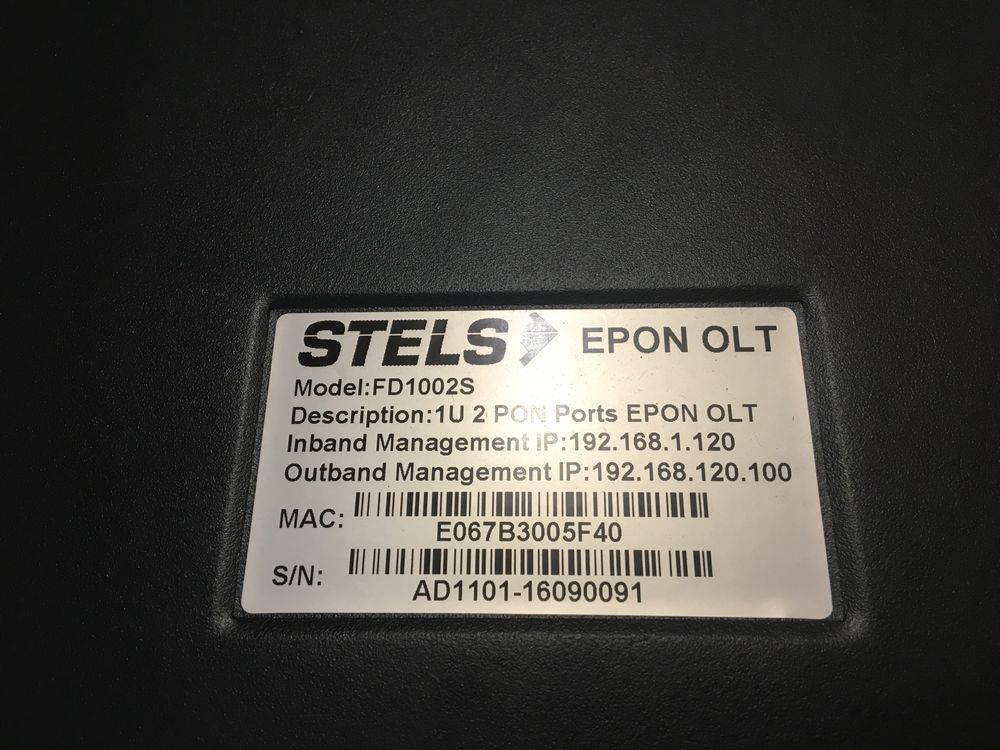 STELS EPON OLT
Model:FD1002S
Description:1U 2 PON Ports EPON OLT
Inband Management IP:192.168.1.120
Outband Management IP:192.168.120.100
MAC:
E067B3005F40
S/N:
AD1101-16090091